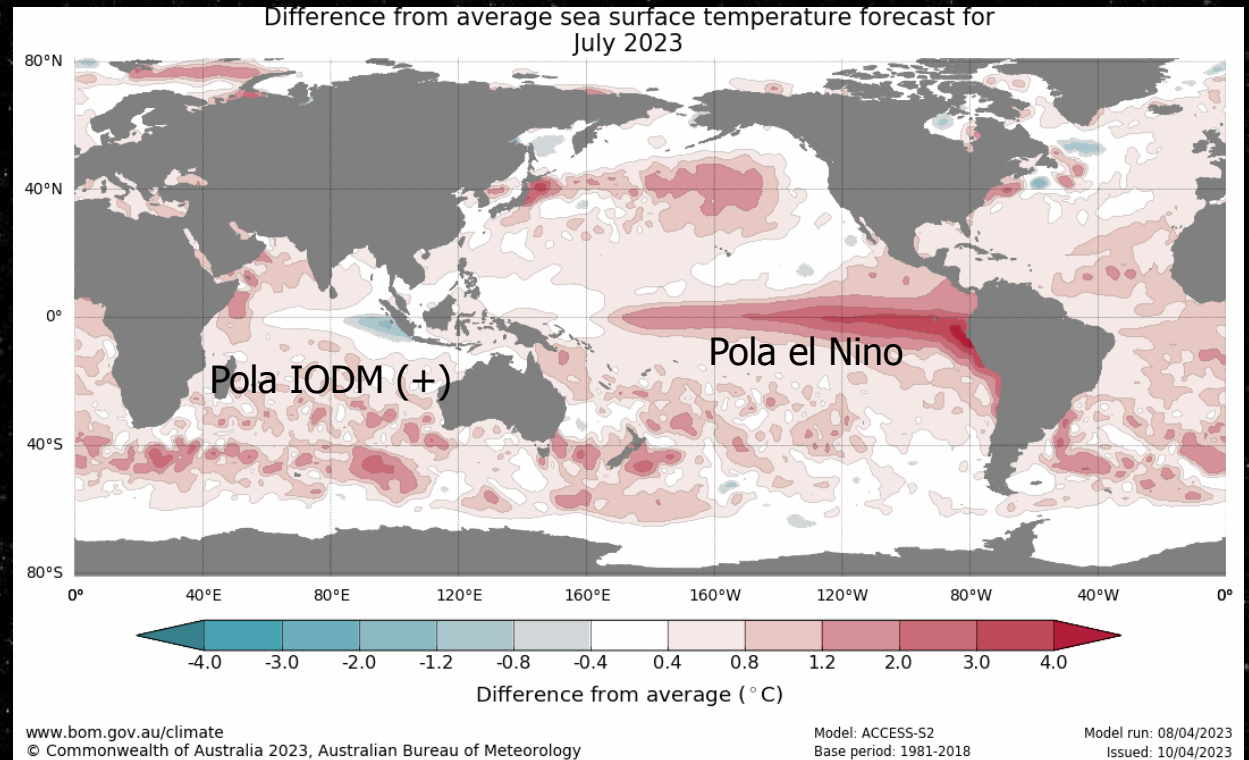 Difference from average sea surface temperature forecast for
July 2023
80°N
40°N
0°
40°S
80°S
Pola IODM (+)
Pola el Nino
0° 40°E 80°E 120°E 160°E 160°W 120°W 80°W 40°W 0°
-4.0 -3.0 -2.0 -1.2 -0.8 -0.4 0.4 0.8 1.2 2.0 3.0 4.0
Difference from average (°C)
www.bom.gov.au/climate
© Commonwealth of Australia 2023, Australian Bureau of Meteorology
Model: ACCESS-S2
Base period: 1981-2018
Model run: 08/04/2023
Issued: 10/04/2023